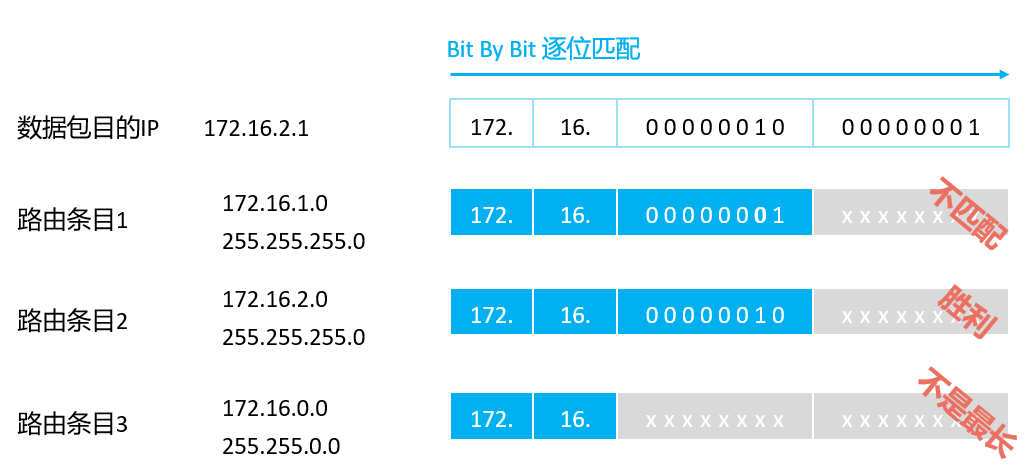 Bit By Bit 逐位匹配
数据包目的IP 172.16.2.1 172. 16. 0 0 0 0 0 0 1 0 0 0 0 0 0 0 0 1
172.16.1.0
路由条目1 172. 16. 0 0 0 0 0 0 0 1 x x x x x x 不匹配
255.255.255.0
172.16.2.0
路由条目2 172. 16. 0 0 0 0 0 0 1 0 x x x x x x x 胜利
255.255.255.0
172.16.0.0
路由条目3 172. 16. x x x x x x x x x x x x x x x 不是最长
255.255.0.0